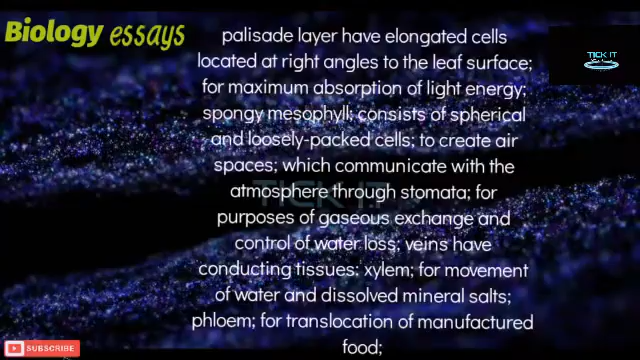 Biology essays
palisade layer have elongated cells
located at right angles to the leaf surface;
for maximum absorption of light energy;
spongy mesophyll; consists of spherical
and loosely-packed cells; to create air
spaces; which communicate with the
atmosphere through stomata; for
purposes of gaseous exchange and
control of water loss; veins have
conducting tissues: xylem; for movement
of water and dissolved mineral salts;
phloem; for translocation of manufactured
food;
TICK IT
TICK IT
SUBSCRIBE